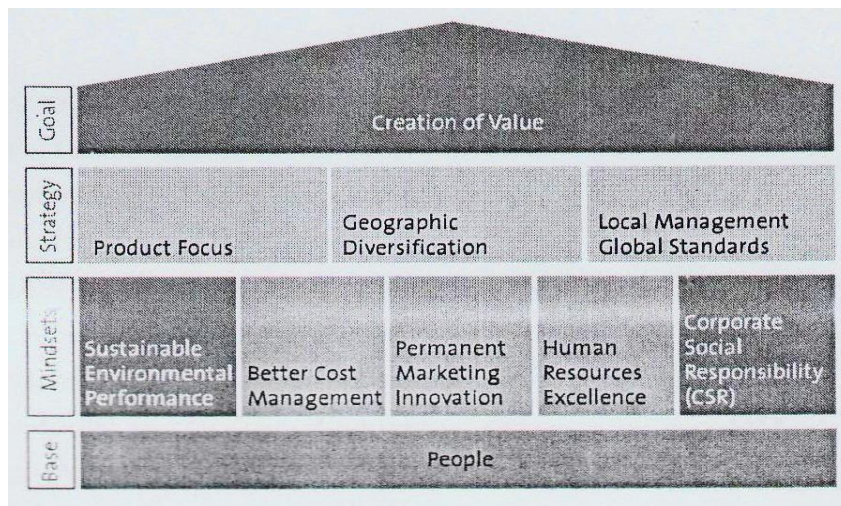 Goal
Creation of Value
Strategy
Product Focus
Geographic
Diversification
Local Management
Global Standards
Mindsets
Sustainable
Environmental
Performance
Better Cost
Management
Permanent
Marketing
Innovation
Human
Resources
Excellence
Corporate
Social
Responsibility
(CSR)
Base
People